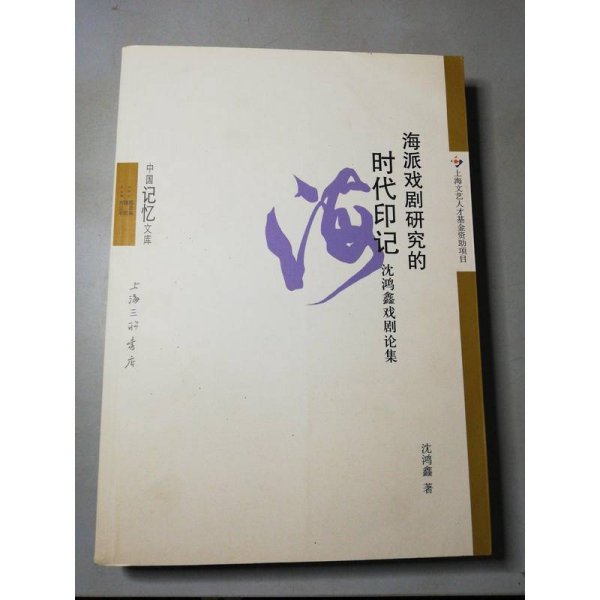 上海文艺人才基金资助项目
海派戏剧研究的
时代印记
沈鸿鑫戏剧论集
海
沈鸿鑫 著
中国记忆文库
上海三联书店